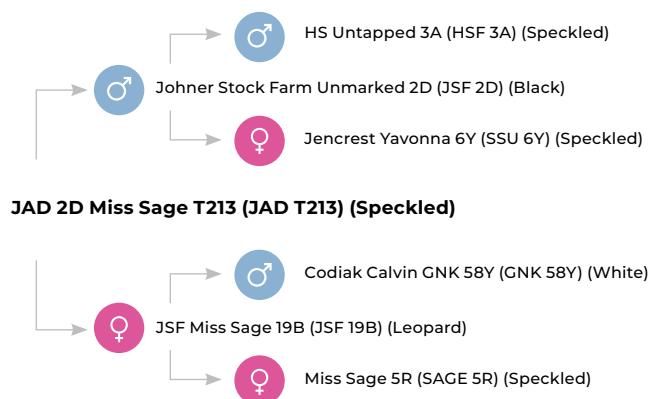 HS Untapped 3A (HSF 3A) (Speckled)
Johner Stock Farm Unmarked 2D (JSF 2D) (Black)
Jencrest Yavonna 6Y (SSU 6Y) (Speckled)
JAD 2D Miss Sage T213 (JAD T213) (Speckled)
Codiak Calvin GNK 58Y (GNK 58Y) (White)
JSF Miss Sage 19B (JSF 19B) (Leopard)
Miss Sage 5R (SAGE 5R) (Speckled)